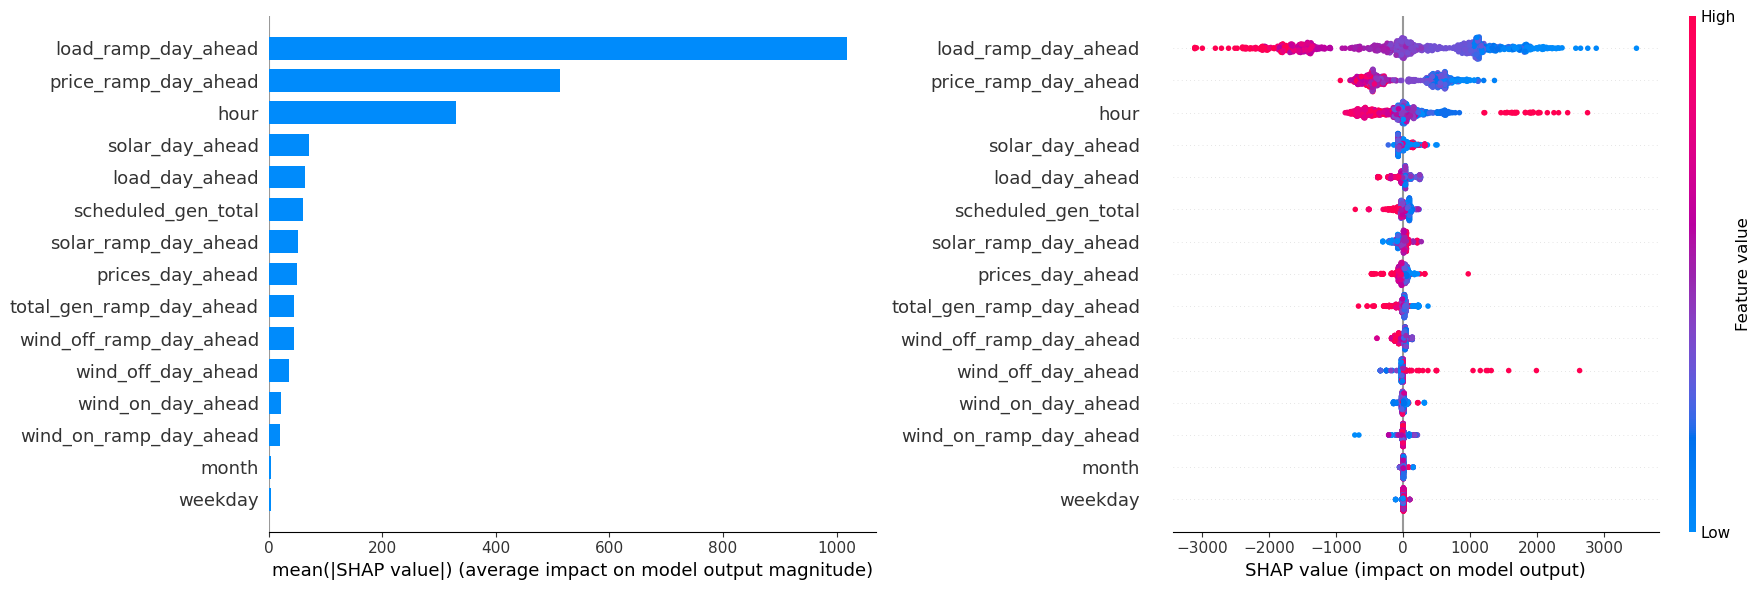 load_ramp_day_ahead
price_ramp_day_ahead
hour
solar_day_ahead
load_day_ahead
scheduled_gen_total
solar_ramp_day_ahead
prices_day_ahead
total_gen_ramp_day_ahead
wind_off_ramp_day_ahead
wind_off_day_ahead
wind_on_day_ahead
wind_on_ramp_day_ahead
month
weekday
0 200 400 600 800 1000
mean(|SHAP value|) (average impact on model output magnitude)
load_ramp_day_ahead
price_ramp_day_ahead
hour
solar_day_ahead
load_day_ahead
scheduled_gen_total
solar_ramp_day_ahead
prices_day_ahead
total_gen_ramp_day_ahead
wind_off_ramp_day_ahead
wind_off_day_ahead
wind_on_day_ahead
wind_on_ramp_day_ahead
month
weekday
−3000 −2000 −1000 0 1000 2000 3000
SHAP value (impact on model output)
High
Feature value
Low